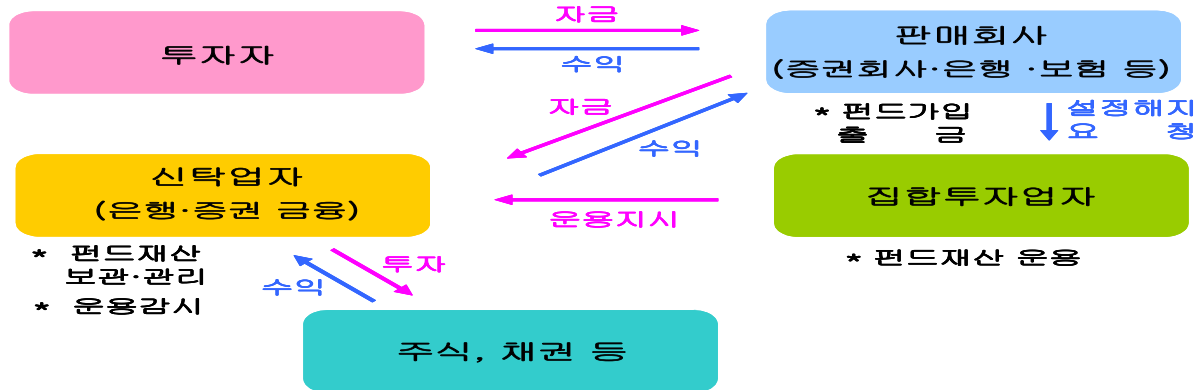 투자자
자금
수익
판매회사
(증권회사·은행 ·보험 등)
자금
수익
* 펀드가입
출 금
설정해지
요 청
신탁업자
(은행·증권 금융)
운용지시
집합투자업자
* 펀드재산
보관·관리
* 운용감시
수익
투자
* 펀드재산 운용
주식, 채권 등